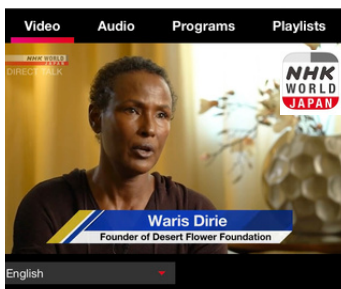 Video Audio Programs Playlists
NHK WORLD
JAPAN
DIRECT TALK
NHK
WORLD
JAPAN
Waris Dirie
Founder of Desert Flower Foundation
English